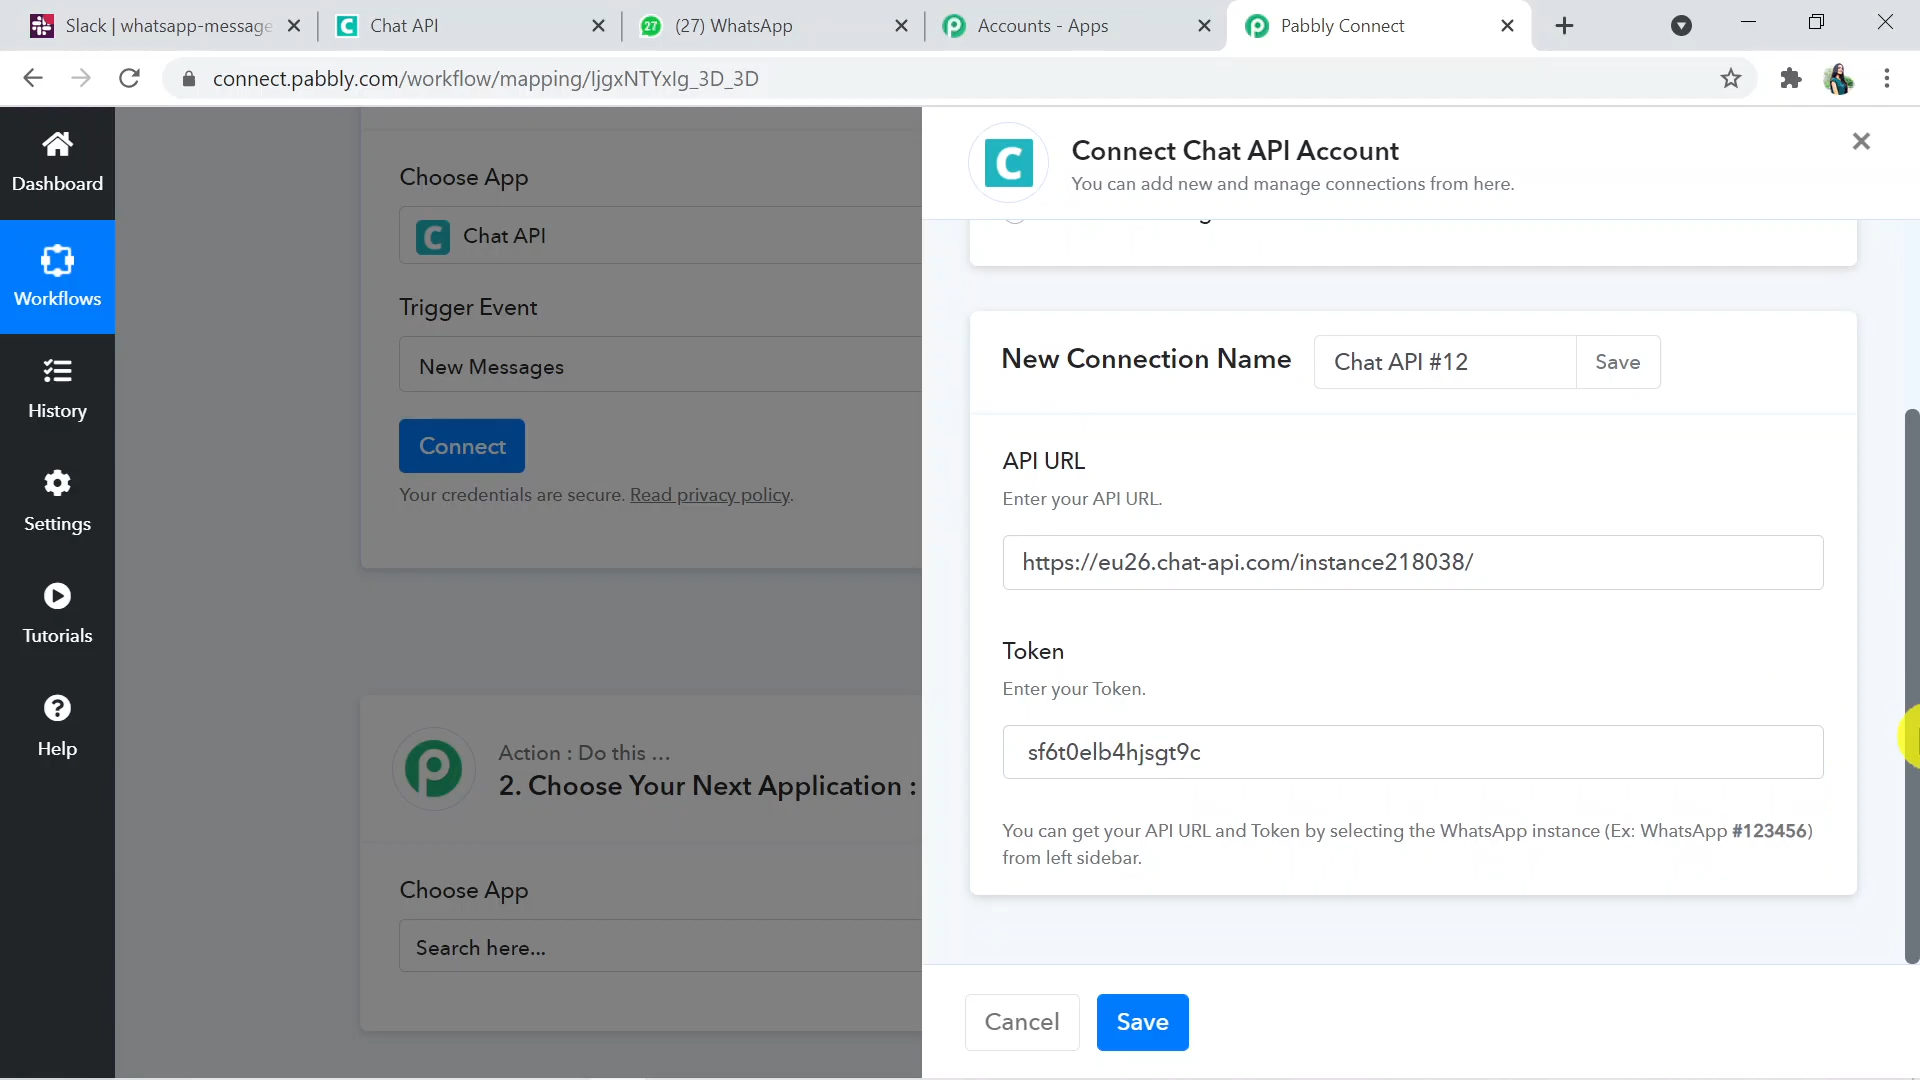 Slack | whatsapp-message
Chat API
(27) WhatsApp
Accounts - Apps
Pabbly Connect
connect.pabbly.com/workflow/mapping/ljgxNTYxIg_3D_3D
Dashboard
Workflows
History
Settings
Tutorials
Help
Choose App
Chat API
Trigger Event
New Messages
Connect
Your credentials are secure. Read privacy policy.
Action : Do this ...
2. Choose Your Next Application :
Choose App
Search here...
Connect Chat API Account
You can add new and manage connections from here.
New Connection Name
Chat API #12
Save
API URL
Enter your API URL.
https://eu26.chat-api.com/instance218038/
Token
Enter your Token.
sf6t0elb4hjsgt9c
You can get your API URL and Token by selecting the WhatsApp instance (Ex: WhatsApp #123456)
from left sidebar.
Cancel
Save